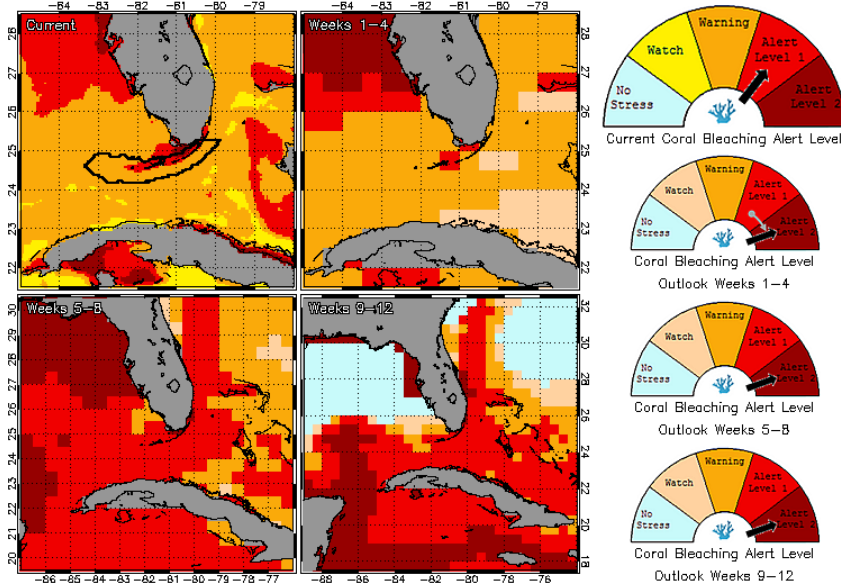 −84 −83 −82 −81 −80 −79
−84 −83 −82 −81 −80 −79
Current
Weeks 1−4
28
27
26
25
24
23
22
28
27
26
25
24
23
22
Weeks 5−8
Weeks 9−12
30
29
28
27
26
25
24
23
22
21
20
32
30
28
26
24
22
20
18
−86 −85 −84 −83 −82 −81 −80 −79 −78 −77
−88 −86 −84 −82 −80 −78 −76
No Stress
Watch
Warning
Alert Level 1
Alert Level 2
Current Coral Bleaching Alert Level
No Stress
Watch
Warning
Alert Level 1
Alert Level 2
Coral Bleaching Alert Level
Outlook Weeks 1−4
No Stress
Watch
Warning
Alert Level 1
Alert Level 2
Coral Bleaching Alert Level
Outlook Weeks 5−8
No Stress
Watch
Warning
Alert Level 1
Alert Level 2
Coral Bleaching Alert Level
Outlook Weeks 9−12